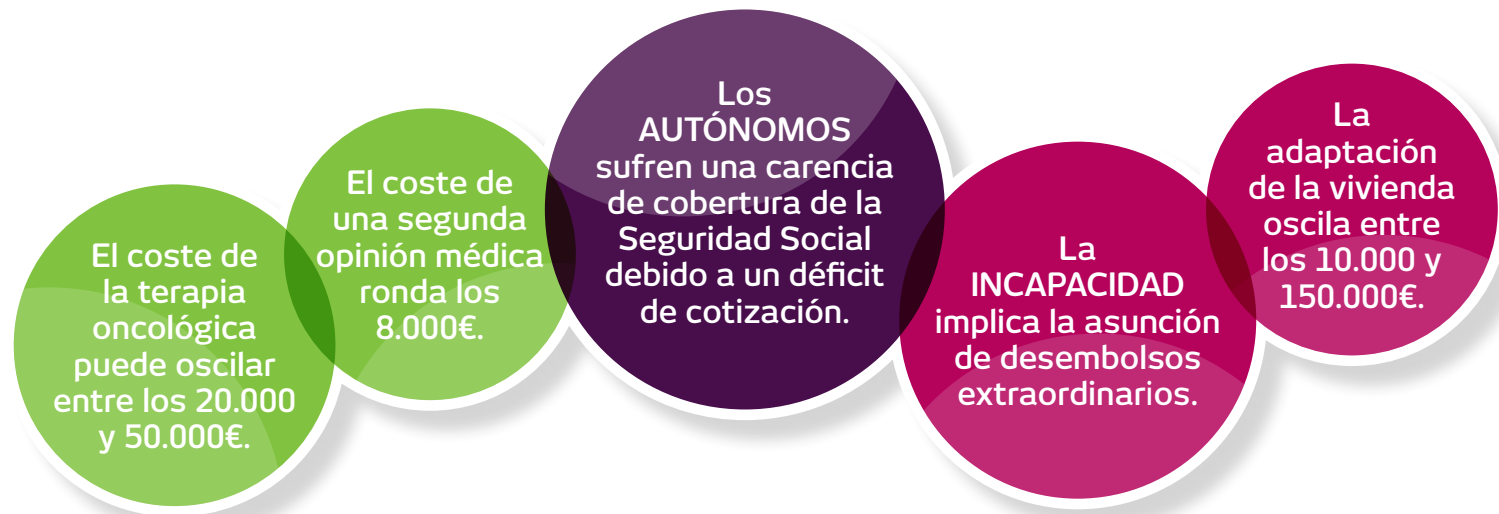 El coste de
la terapia
oncológica
puede oscilar
entre los 20.000
y 50.000€.
El coste de
una segunda
opinión médica
ronda los
8.000€.
Los
AUTÓNOMOS
sufren una carencia
de cobertura de la
Seguridad Social
debido a un déficit
de cotización.
La
INCAPACIDAD
implica la asunción
de desembolsos
extraordinarios.
La
adaptación
de la vivienda
oscila entre
los 10.000 y
150.000€.